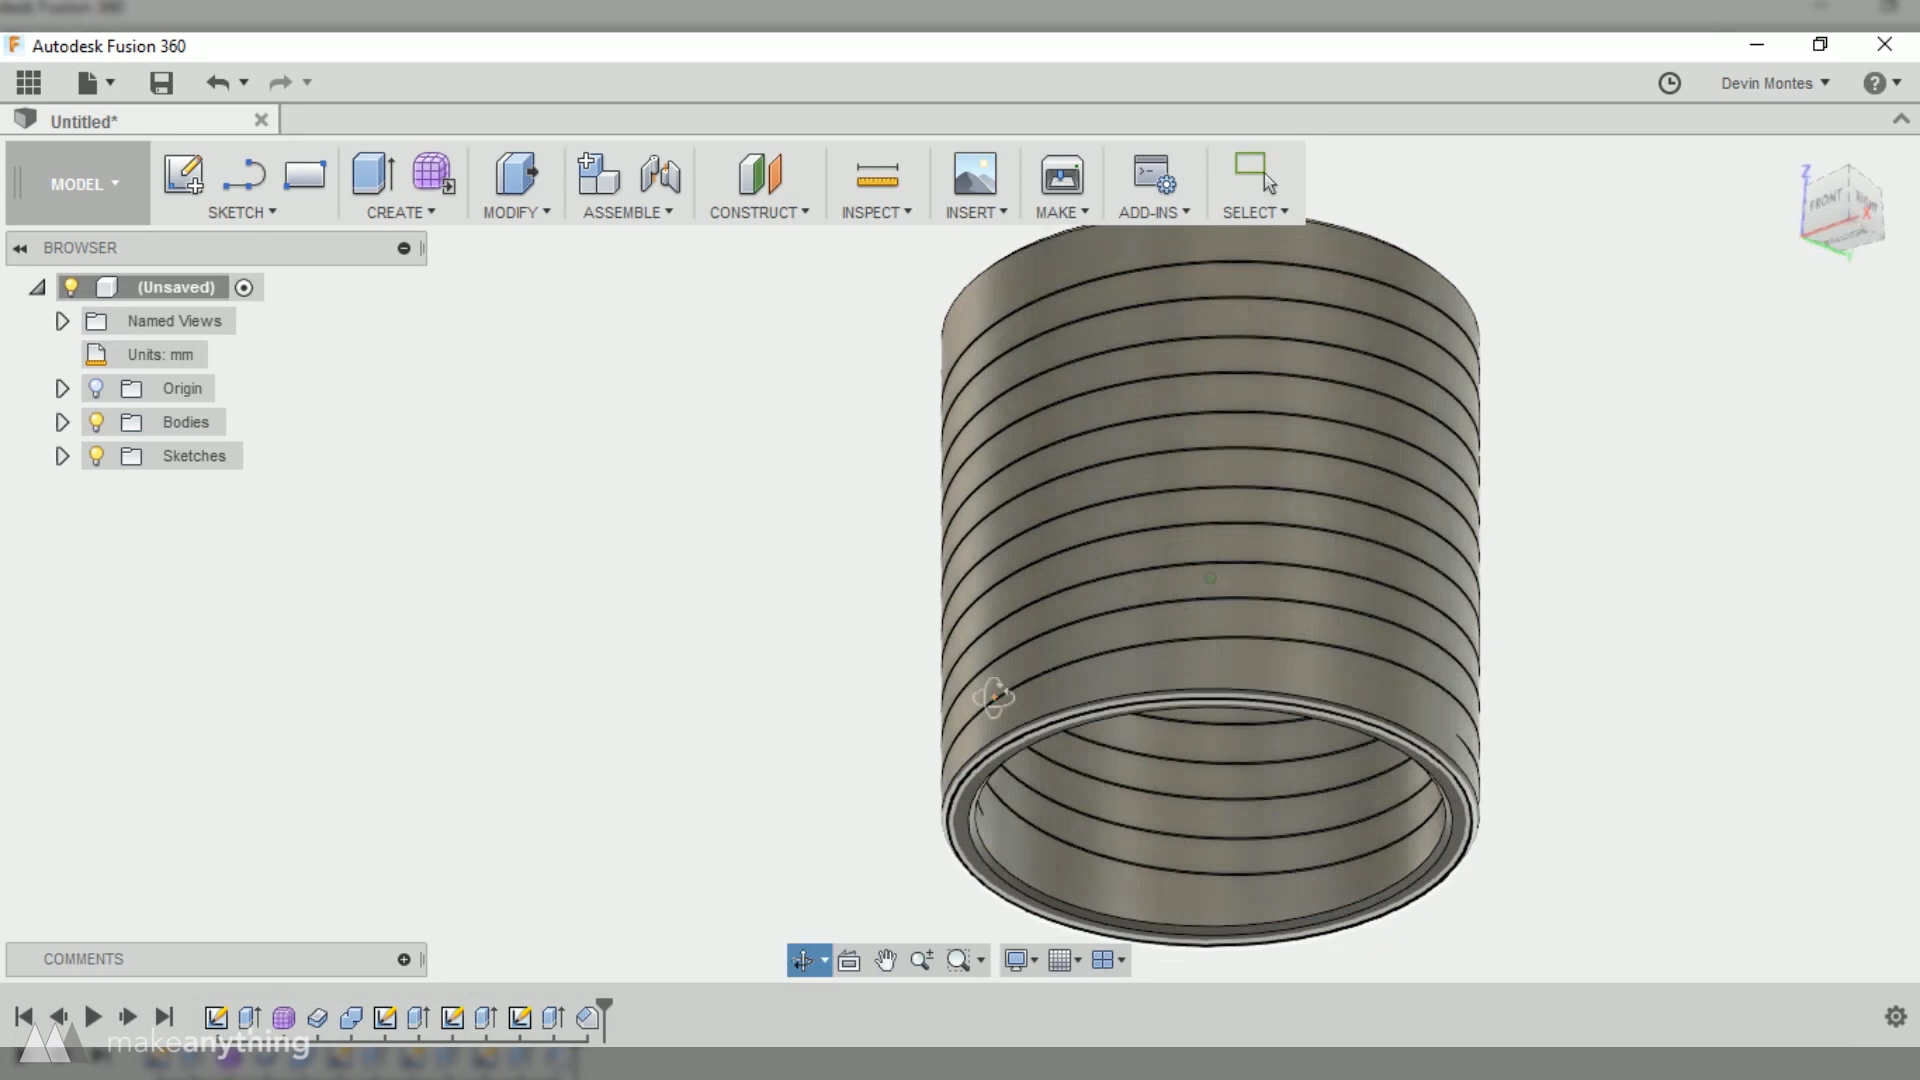 Autodesk Fusion 360
Devin Montes
Untitled*
MODEL
SKETCH
CREATE
MODIFY
ASSEMBLE
CONSTRUCT
INSPECT
INSERT
MAKE
ADD-INS
SELECT
Z
FRONT
X
Y
BROWSER
(Unsaved)
Named Views
Units: mm
Origin
Bodies
Sketches
COMMENTS
makeanything